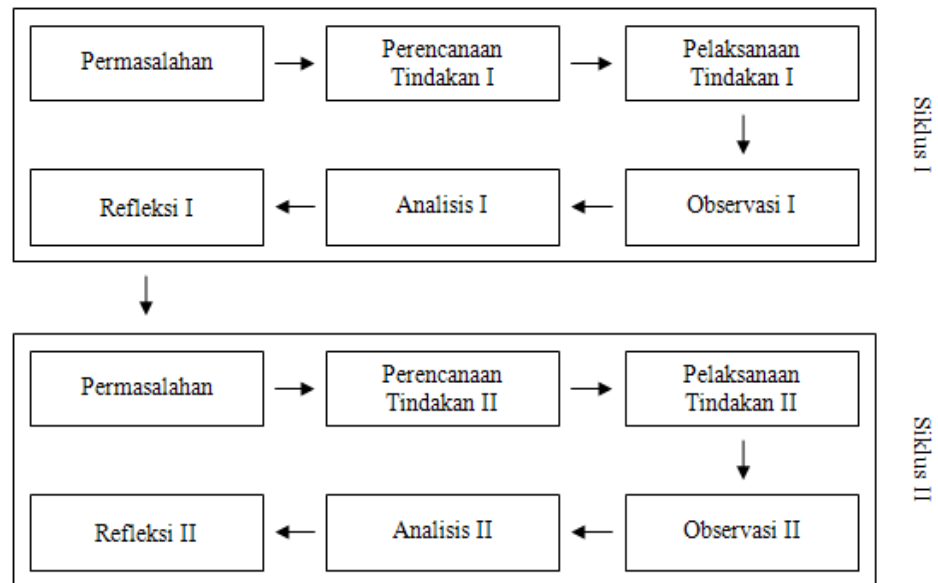 Permasalahan
Perencanaan
Tindakan I
Pelaksanaan
Tindakan I
Siklus I
Refleksi I
Analisis I
Observasi I
Permasalahan
Perencanaan
Tindakan II
Pelaksanaan
Tindakan II
Siklus II
Refleksi II
Analisis II
Observasi II